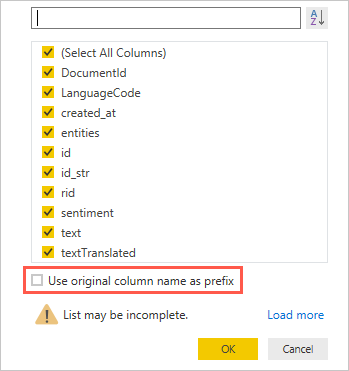 A
Z
(Select All Columns)
DocumentId
LanguageCode
created_at
entities
id
id_str
rid
sentiment
text
textTranslated
Use original column name as prefix
List may be incomplete. Load more
OK Cancel